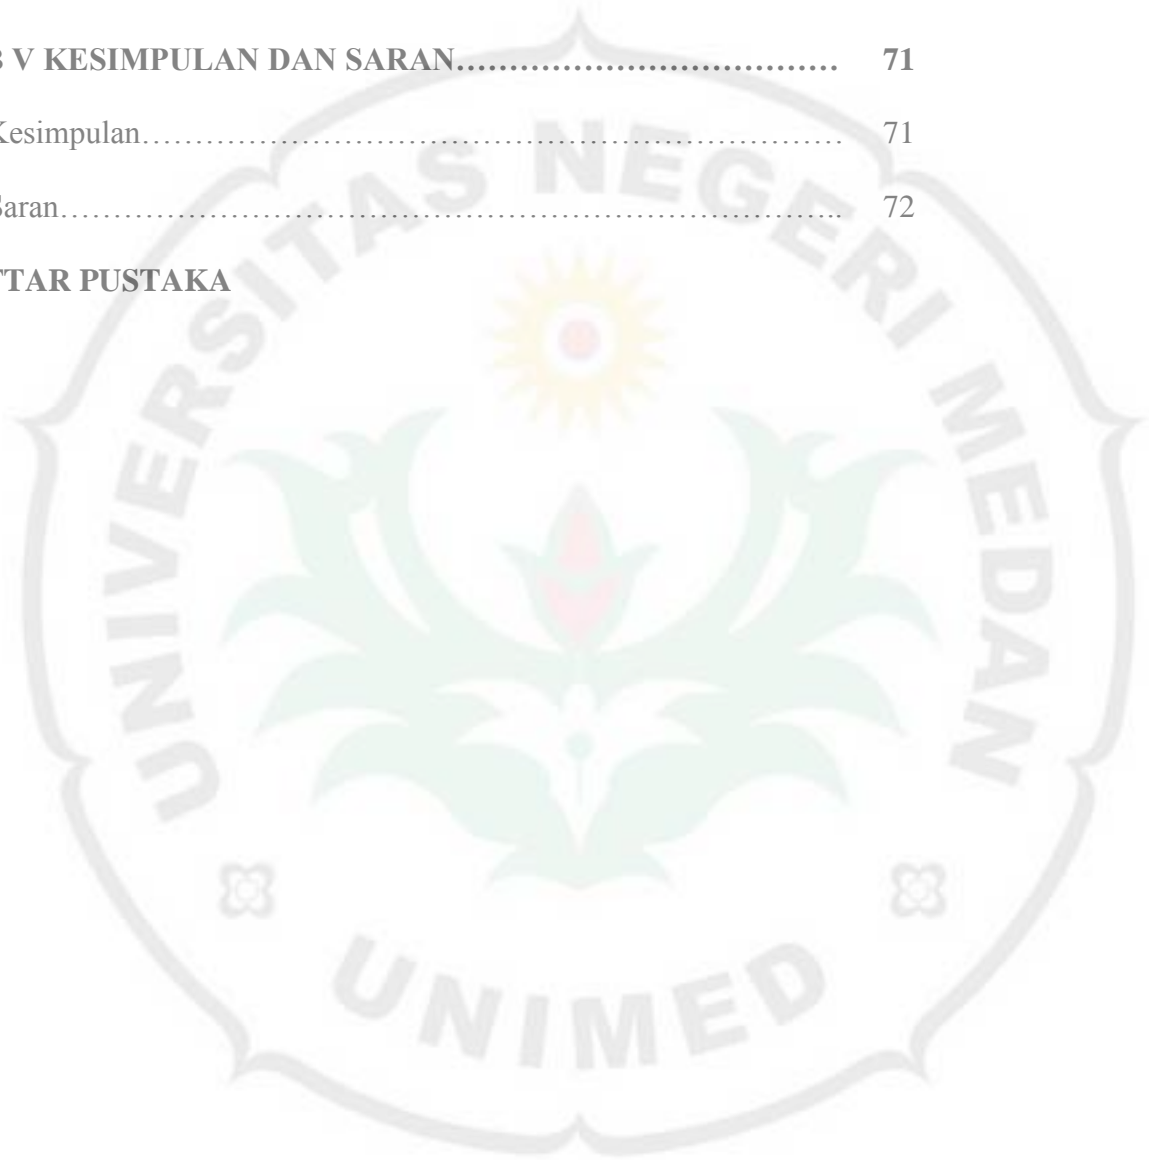 B V KESIMPULAN DAN SARAN………………………………. 71
Kesimpulan…………………………………………………………… 71
Saran………………………………………………………………….. 72
TAR PUSTAKA
UNIVERSITAS NEGERI MEDAN
UNIMED